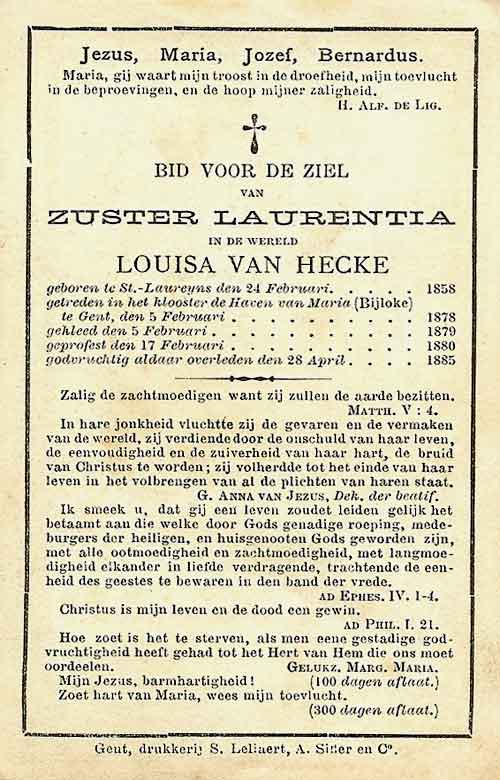 Jezus, Maria, Jozef, Bernardus.
Maria, gij waart mijn troost in de droefheid, mijn toevlucht
in de beproevingen, en de hoop mijner zaligheid.
H. Alf. de Lig.
BID VOOR DE ZIEL
VAN
ZUSTER LAURENTIA
IN DE WERELD
LOUISA VAN HECKE
geboren te St.-Laureyns den 24 Februari. . . . . . 1858
getreden in het klooster de Haven van Maria (Bijloke)
te Gent, den 5 Februari . . . . . . . . . . 1878
gekleed den 5 Februari . . . . . . . . . . . 1879
geprofest den 17 Februari . . . . . . . . . . 1880
godvruchtig aldaar overleden den 28 April. . . . 1885
Zalig de zachtmoedigen want zij zullen de aarde bezitten.
Matth. V : 4.
In hare jonkheid vluchtte zij de gevaren en de vermaken
van de wereld, zij verdiende door de onschuld van haar leven,
de eenvoudigheid en de zuiverheid van haar hart, de bruid
van Christus te worden; zij volherdde tot het einde van haar
leven in het volbrengen van al de plichten van haren staat.
G. Anna van Jezus, Dek. der beatif.
Ik smeek u, dat gij een leven zoudet leiden gelijk het
betaamt aan die welke door Gods genadige roeping, mede-
burgers der heiligen, en huisgenooten Gods geworden zijn,
met alle ootmoedigheid en zachtmoedigheid, met langmoe-
digheid elkander in liefde verdragende, trachtende de een-
heid des geestes te bewaren in den band der vrede.
ad Ephes. IV. 1-4.
Christus is mijn leven en de dood een gewin.
ad Phil. I. 21.
Hoe zoet is het te sterven, als men eene gestadige god-
vruchtigheid heeft gehad tot het Hert van Hem die ons moet
oordeelen. Gelukz. Marg. Maria.
Mijn Jezus, barmhartigheid ! (100 dagen aflaat.)
Zoet hart van Maria, wees mijn toevlucht.
(300 dagen aflaat.)
Gent, drukkerij S. Leliaert, A. Siffer en Cº.